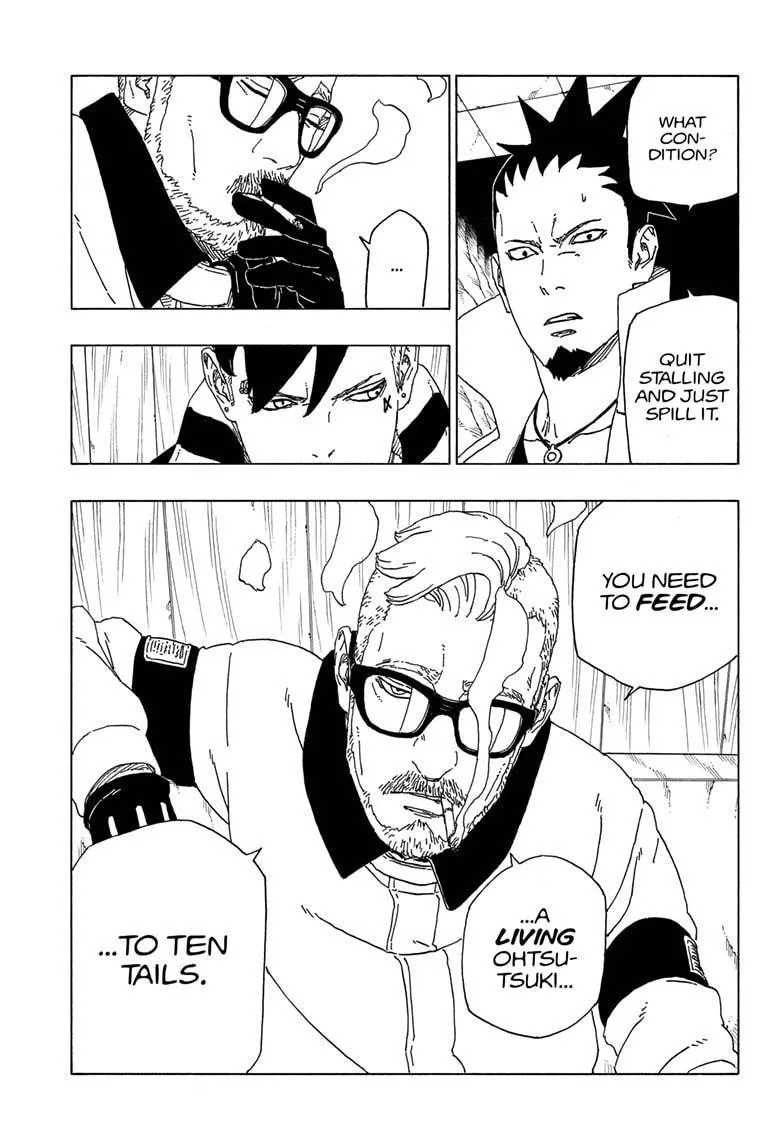 WHAT
CON-
DITION?
QUIT
STALLING
AND JUST
SPILL IT.
...
YOU NEED
TO FEED...
...A
LIVING
OHTSU-
TSUKI...
...TO TEN
TAILS.